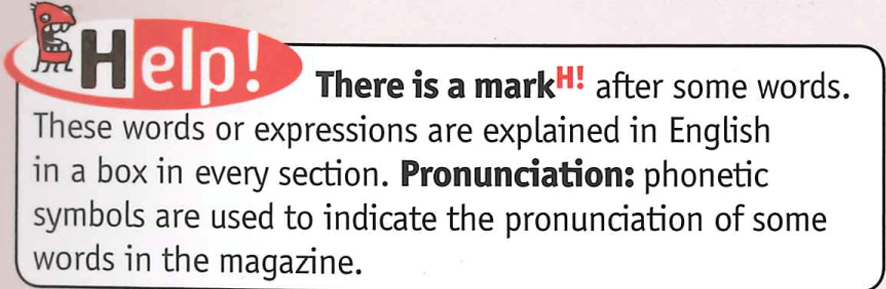 Help!
There is a mark H! after some words.
These words or expressions are explained in English
in a box in every section. Pronunciation: phonetic
symbols are used to indicate the pronunciation of some
words in the magazine.